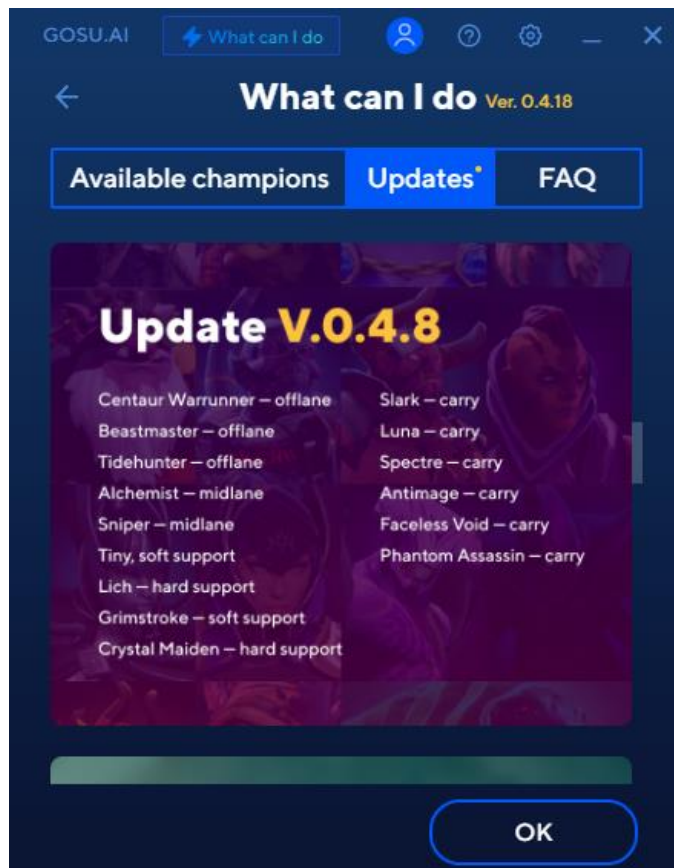 GOSU.AI
What can I do
What can I do Ver. 0.4.18
Available champions
Updates
FAQ
Update V.0.4.8
Centaur Warrunner – offlane
Beastmaster – offlane
Tidehunter – offlane
Alchemist – midlane
Sniper – midlane
Tiny, soft support
Lich – hard support
Grimstroke – soft support
Crystal Maiden – hard support
Slark – carry
Luna – carry
Spectre – carry
Antimage – carry
Faceless Void – carry
Phantom Assassin – carry
OK